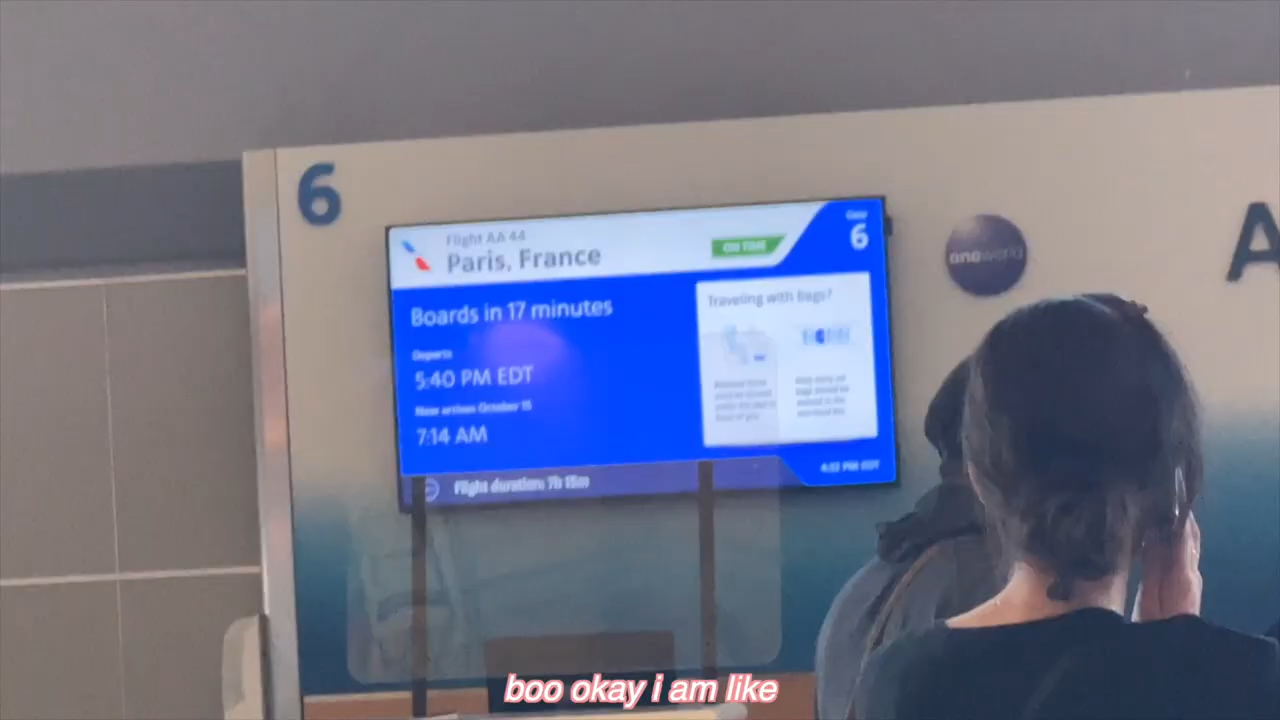 6
Flight AA 44
Paris, France
ON TIME
Gate
6
Boards in 17 minutes
Departs
5:40 PM EDT
Now arrives October 15
7:14 AM
Flight duration: 7h 15m
Traveling with bags?
oneworld
A
boo okay i am like